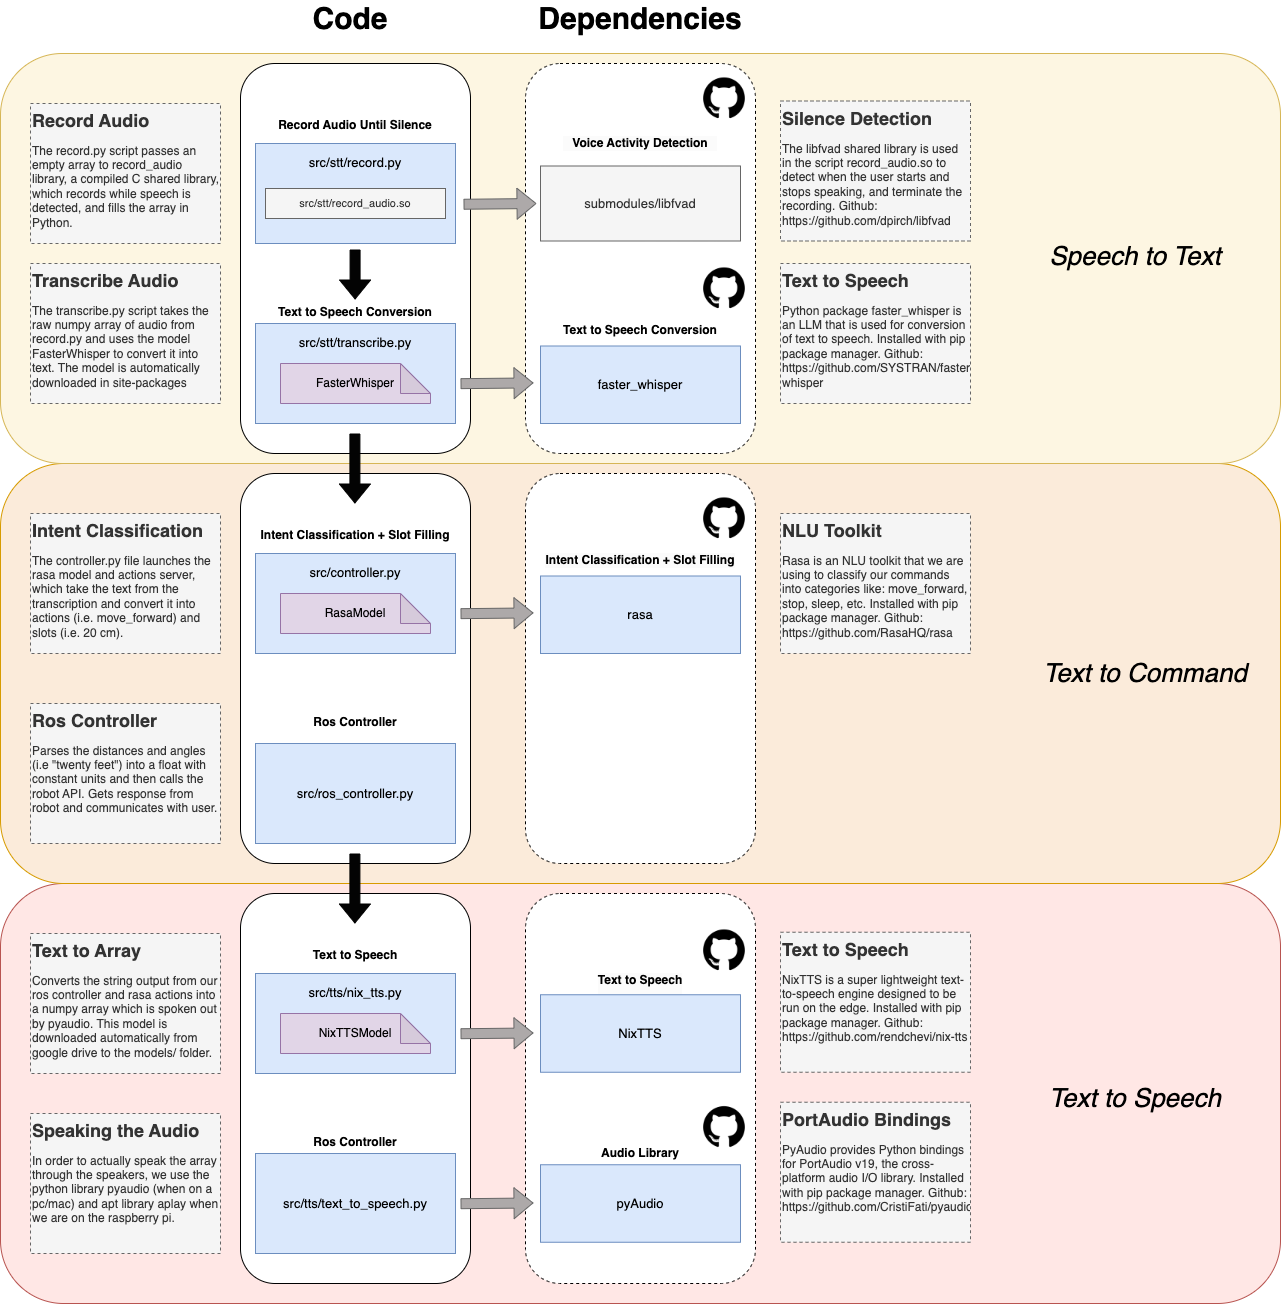 Code
Dependencies
Record Audio
The record.py script passes an
empty array to record_audio
library, a compiled C shared library,
which records while speech is
detected, and fills the array in
Python.
Record Audio Until Silence
src/stt/record.py
src/stt/record_audio.so
Voice Activity Detection
submodules/libfvad
Silence Detection
The libfvad shared library is used
in the script record_audio.so to
detect when the user starts and
stops speaking, and terminate the
recording. Github:
https://github.com/dpirch/libfvad
Speech to Text
Transcribe Audio
The transcribe.py script takes the
raw numpy array of audio from
record.py and uses the model
FasterWhisper to convert it into
text. The model is automatically
downloaded in site-packages
Text to Speech Conversion
src/stt/transcribe.py
FasterWhisper
Text to Speech Conversion
faster_whisper
Text to Speech
Python package faster_whisper is
an LLM that is used for conversion
of text to speech. Installed with pip
package manager. Github:
https://github.com/SYSTRAN/faster
whisper
Intent Classification
The controller.py file launches the
rasa model and actions server,
which take the text from the
transcription and convert it into
actions (i.e. move_forward) and
slots (i.e. 20 cm).
Intent Classification + Slot Filling
src/controller.py
RasaModel
Intent Classification + Slot Filling
rasa
NLU Toolkit
Rasa is an NLU toolkit that we are
using to classify our commands
into categories like: move_forward,
stop, sleep, etc. Installed with pip
package manager. Github:
https://github.com/RasaHQ/rasa
Text to Command
Ros Controller
Parses the distances and angles
(i.e "twenty feet") into a float with
constant units and then calls the
robot API. Gets response from
robot and communicates with user.
Ros Controller
src/ros_controller.py
Text to Array
Converts the string output from our
ros controller and rasa actions into
a numpy array which is spoken out
by pyaudio. This model is
downloaded automatically from
google drive to the models/ folder.
Text to Speech
src/tts/nix_tts.py
NixTTSModel
Text to Speech
NixTTS
Text to Speech
NixTTS is a super lightweight text-
to-speech engine designed to be
run on the edge. Installed with pip
package manager. Github:
https://github.com/rendchevi/nix-tts
Text to Speech
Speaking the Audio
In order to actually speak the array
through the speakers, we use the
python library pyaudio (when on a
pc/mac) and apt library aplay when
we are on the raspberry pi.
Ros Controller
src/tts/text_to_speech.py
Audio Library
pyAudio
PortAudio Bindings
PyAudio provides Python bindings
for PortAudio v19, the cross-
platform audio I/O library. Installed
with pip package manager. Github:
https://github.com/CristiFati/pyaudio